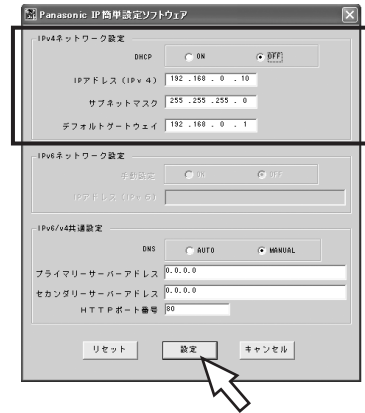 Panasonic IP簡単設定ソフトウェア
IPv4ネットワーク設定
DHCP ON OFF
IPアドレス (IPv 4) 192 .168 . 0 . 10
サブネットマスク 255 .255 .255 . 0
デフォルトゲートウェイ 192 .168 . 0 . 1
IPv6ネットワーク設定
手動設定 ON OFF
IPアドレス (IPv 6)
IPv6/v4共通設定
DNS AUTO MANUAL
プライマリーサーバーアドレス 0.0.0.0
セカンダリーサーバーアドレス 0.0.0.0
HTTPポート番号 80
リセット 設定 キャンセル